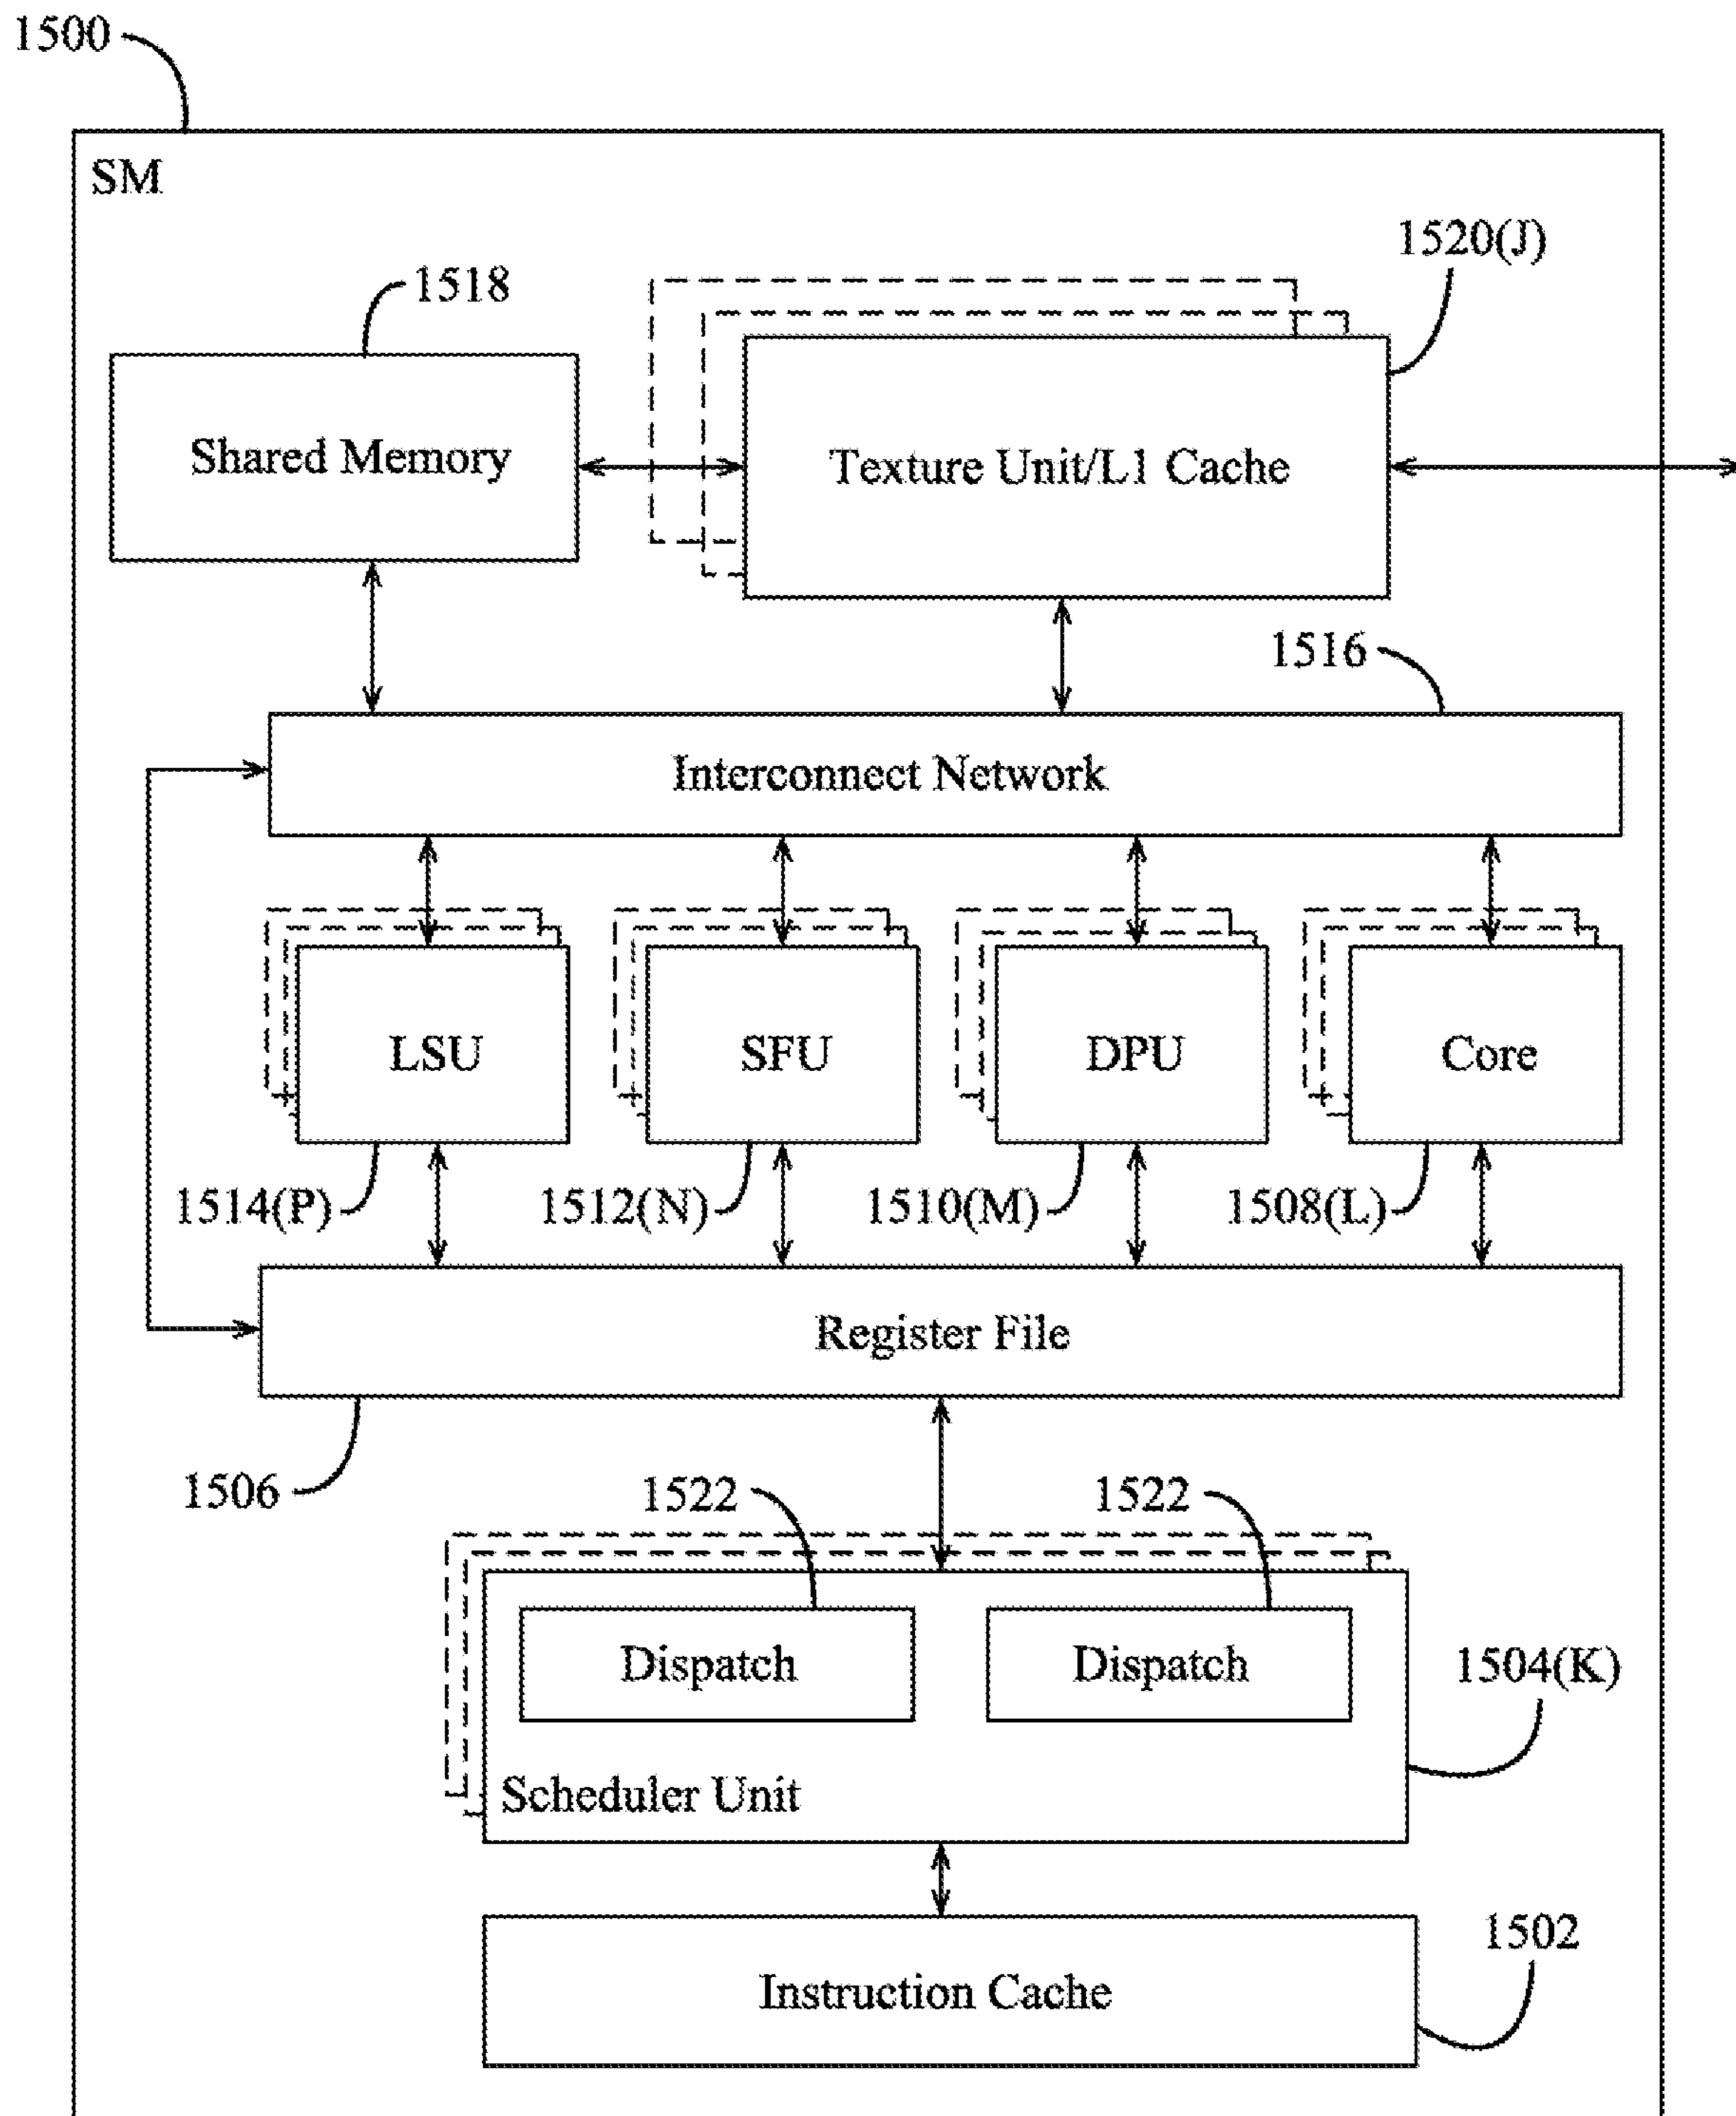 1500
SM
1520(J)
1518
Shared Memory
Texture Unit/L1 Cache
1516
Interconnect Network
LSU
SFU
DPU
Core
1514(P)
1512(N)
1510(M)
1508(L)
Register File
1506
1522
1522
Dispatch
Dispatch
1504(K)
Scheduler Unit
1502
Instruction Cache